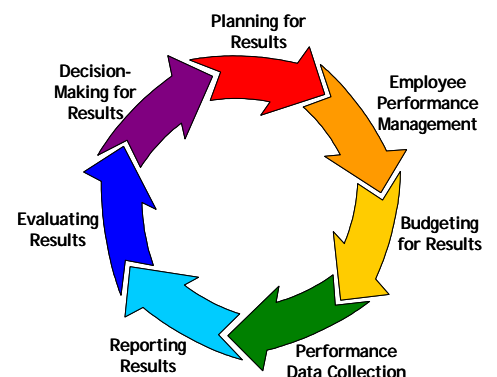 Planning for
Results
Employee
Performance
Management
Budgeting
for Results
Performance
Data Collection
Reporting
Results
Evaluating
Results
Decision-
Making for
Results